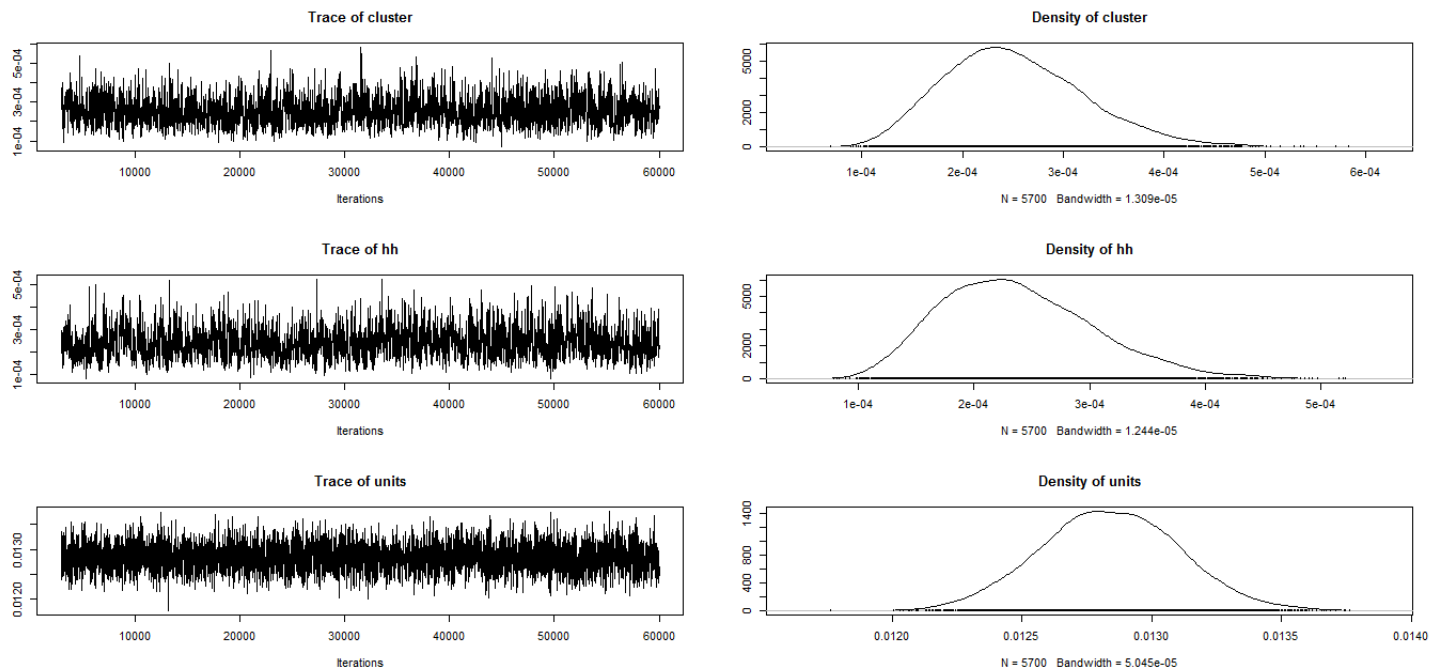 Trace of cluster
5e-04
3e-04
1e-04
10000 20000 30000 40000 50000 60000
Iterations
Density of cluster
5000
2000
0
1e-04 2e-04 3e-04 4e-04 5e-04 6e-04
N = 5700 Bandwidth = 1.309e-05
Trace of hh
5e-04
3e-04
1e-04
10000 20000 30000 40000 50000 60000
Iterations
Density of hh
5000
2000
0
1e-04 2e-04 3e-04 4e-04 5e-04
N = 5700 Bandwidth = 1.244e-05
Trace of units
0.0130
0.0120
10000 20000 30000 40000 50000 60000
Iterations
Density of units
1400
800
400
0
0.0120 0.0125 0.0130 0.0135 0.0140
N = 5700 Bandwidth = 5.045e-05